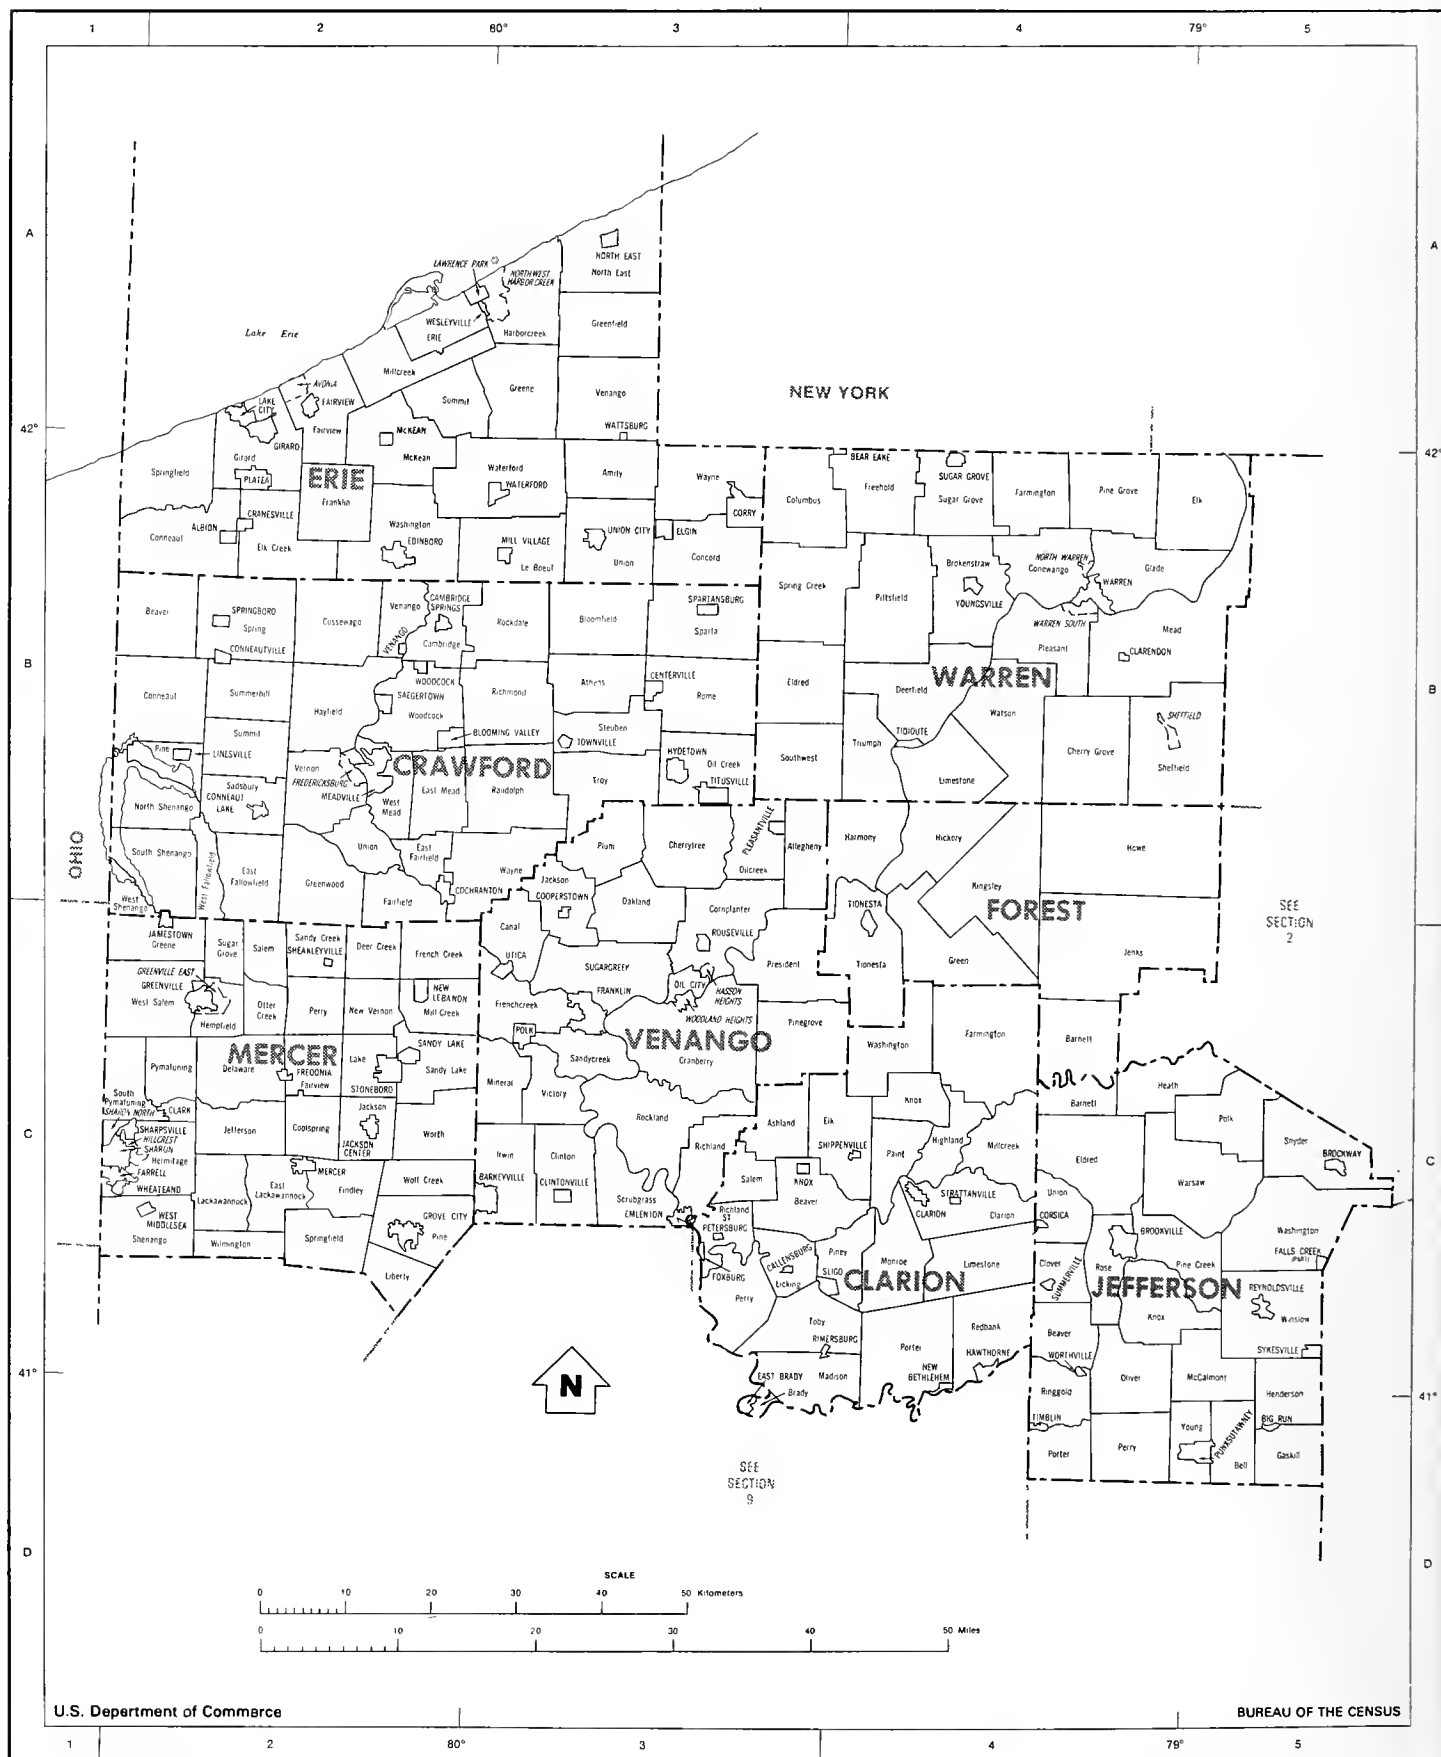 1 2 80° 3 4 79° 5
A
A
NORTH EAST
North East
LAWRENCE PARK
NORTHWEST
HARBORCREEK
WESLEYVILLE
ERIE
Harborcreek
Greenfield
Lake Erie
Millcreek
Greene
Venango
NEW YORK
AVONIA
LAKE
CITY
FAIRVIEW
Summit
WATTSBURG
42°
GIRARD
Fairview
McKEAN
McKean
42°
Springfield
Girard
PLATEA
ERIE
Franklin
Waterford
WATERFORD
Amity
Wayne
CORRY
BEAR LAKE
Columbus
Freehold
SUGAR GROVE
Sugar Grove
Farmington
Pine Grove
Elk
CRANESVILLE
ALBION
Conneaut
Elk Creek
Washington
EDINBORO
MILL VILLAGE
Le Boeuf
UNION CITY
Union
ELGIN
Concord
Spring Creek
Pittsfield
Brokenstraw
YOUNGSVILLE
NORTH WARREN
Conewango
WARREN
Glade
WARREN SOUTH
Pleasant
Mead
CLARENDON
Beaver
SPRINGBORO
Spring
CONNEAUTVILLE
Cussewago
Venango
CAMBRIDGE
SPRINGS
VENANGO
Cambridge
Rockdale
Bloomfield
SPARTANSBURG
Sparta
B
B
WARREN
Conneaut
Summerhill
Hayfield
WOODCOCK
SAEGERTOWN
Woodcock
Richmond
Athens
CENTERVILLE
Rome
Eldred
Deerfield
Watson
Summit
BLOOMING VALLEY
Steuben
TOWNVILLE
TIDIOUTE
SHEFFIELD
Pine
LINESVILLE
Vernon
FREDERICKSBURG
MEADVILLE
CRAWFORD
HYDETOWN
Oil Creek
TITUSVILLE
Southwest
Triumph
Limestone
Cherry Grove
Sheffield
North Shenango
Sadsbury
CONNEAUT
LAKE
West
Mead
East Mead
Randolph
Troy
OHIO
South Shenango
West Fallowfield
East
Fallowfield
Union
East
Fairfield
Wayne
Plum
Cherrytree
PLEASANTVILLE
Allegheny
Oilcreek
Harmony
Hickory
Howe
West
Shenango
Greenwood
Fairfield
COCHRANTON
Jackson
COOPERSTOWN
Oakland
Cornplanter
ROUSEVILLE
TIONESTA
Tionesta
Kingsley
FOREST
SEE
SECTION
2
JAMESTOWN
Greene
Sugar
Grove
Salem
Sandy Creek
SHEAKLEYVILLE
Deer Creek
French Creek
Canal
UTICA
SUGARCREEK
FRANKLIN
OIL CITY
HASSON
HEIGHTS
WOODLAND HEIGHTS
President
Green
Jenks
GREENVILLE EAST
GREENVILLE
West Salem
Hempfield
Otter
Creek
Perry
New Vernon
NEW
LEBANON
Mill Creek
Frenchcreek
POLK
VENANGO
Cranberry
Pinegrove
Washington
Farmington
Barnett
MERCER
Pymatuning
Delaware
FREDONIA
Fairview
Lake
STONEBORO
SANDY LAKE
Sandy Lake
Mineral
Victory
Sandycreek
Rockland
Heath
Barnett
South
Pymatuning
SHARON NORTH
CLARK
Jackson
JACKSON
CENTER
Knox
Polk
C
C
SHARPSVILLE
HILLCREST
SHARON
Hermitage
FARRELL
WHEATLAND
Jefferson
Coolspring
Worth
Irwin
BARKEYVILLE
Clinton
CLINTONVILLE
Richland
Ashland
Elk
SHIPPENVILLE
Paint
Highland
Millcreek
Eldred
Snyder
BROCKWAY
Warsaw
Lackawannock
East
Lackawannock
MERCER
Findley
Wolf Creek
GROVE CITY
Pine
Scrubgrass
EMLENTON
Salem
KNOX
Beaver
STRATTANVILLE
CLARION
Clarion
Union
CORSICA
WEST
MIDDLESEX
Shenango
Wilmington
Springfield
Liberty
Richland
ST
PETERSBURG
FOXBURG
Perry
CALLENSBURG
Licking
Piney
SLIGO
Monroe
CLARION
Limestone
BROOKVILLE
Rose
Clover
SUMMERVILLE
Pine Creek
JEFFERSON
Knox
Washington
FALLS CREEK
(PART)
REYNOLDSVILLE
Winslow
SYKESVILLE
Toby
RIMERSBURG
Porter
Redbank
HAWTHORNE
NEW
BETHLEHEM
Beaver
WORTHVILLE
41°
N
EAST BRADY
Brady
Madison
Ringgold
TIMBLIN
Oliver
McCalmont
Henderson
BIG RUN
41°
Porter
Perry
Young
PUNXSUTAWNEY
Bell
Gaskill
SEE
SECTION
9
D
D
SCALE
0 10 20 30 40 50 Kilometers
0 10 20 30 40 50 Miles
U.S. Department of Commerce
BUREAU OF THE CENSUS
1 2 80° 3 4 79° 5